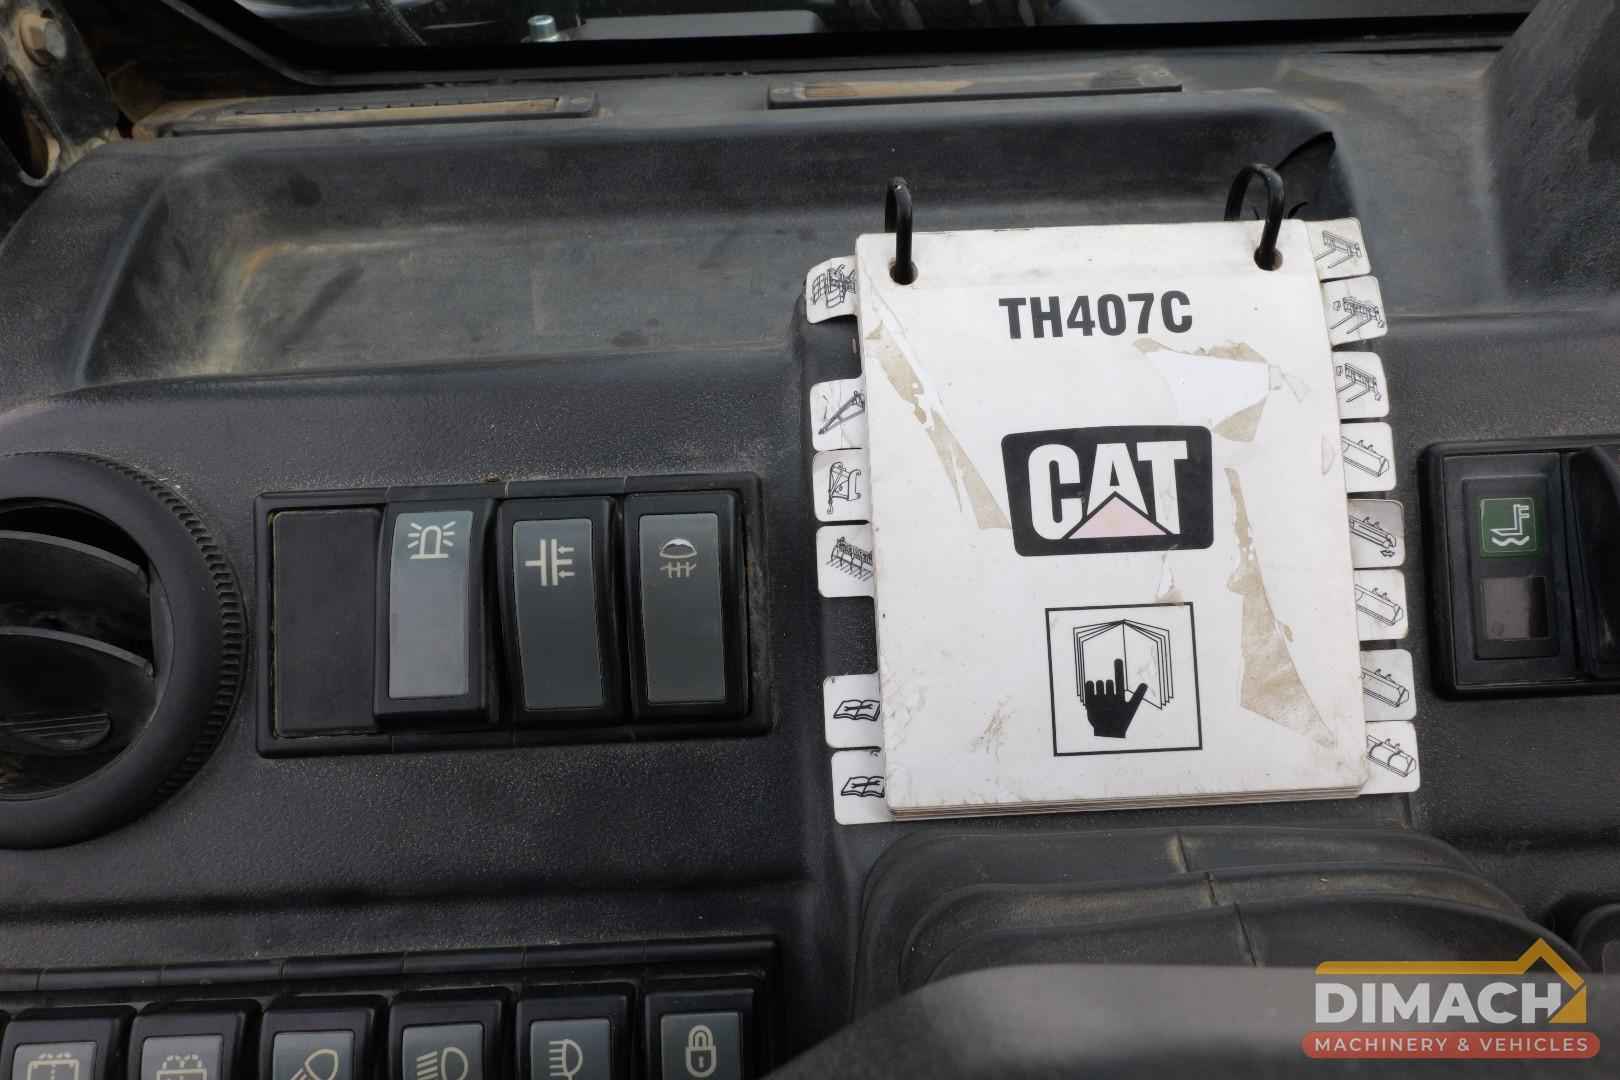 TH407C
CAT
F
DIMACH
MACHINERY & VEHICLES